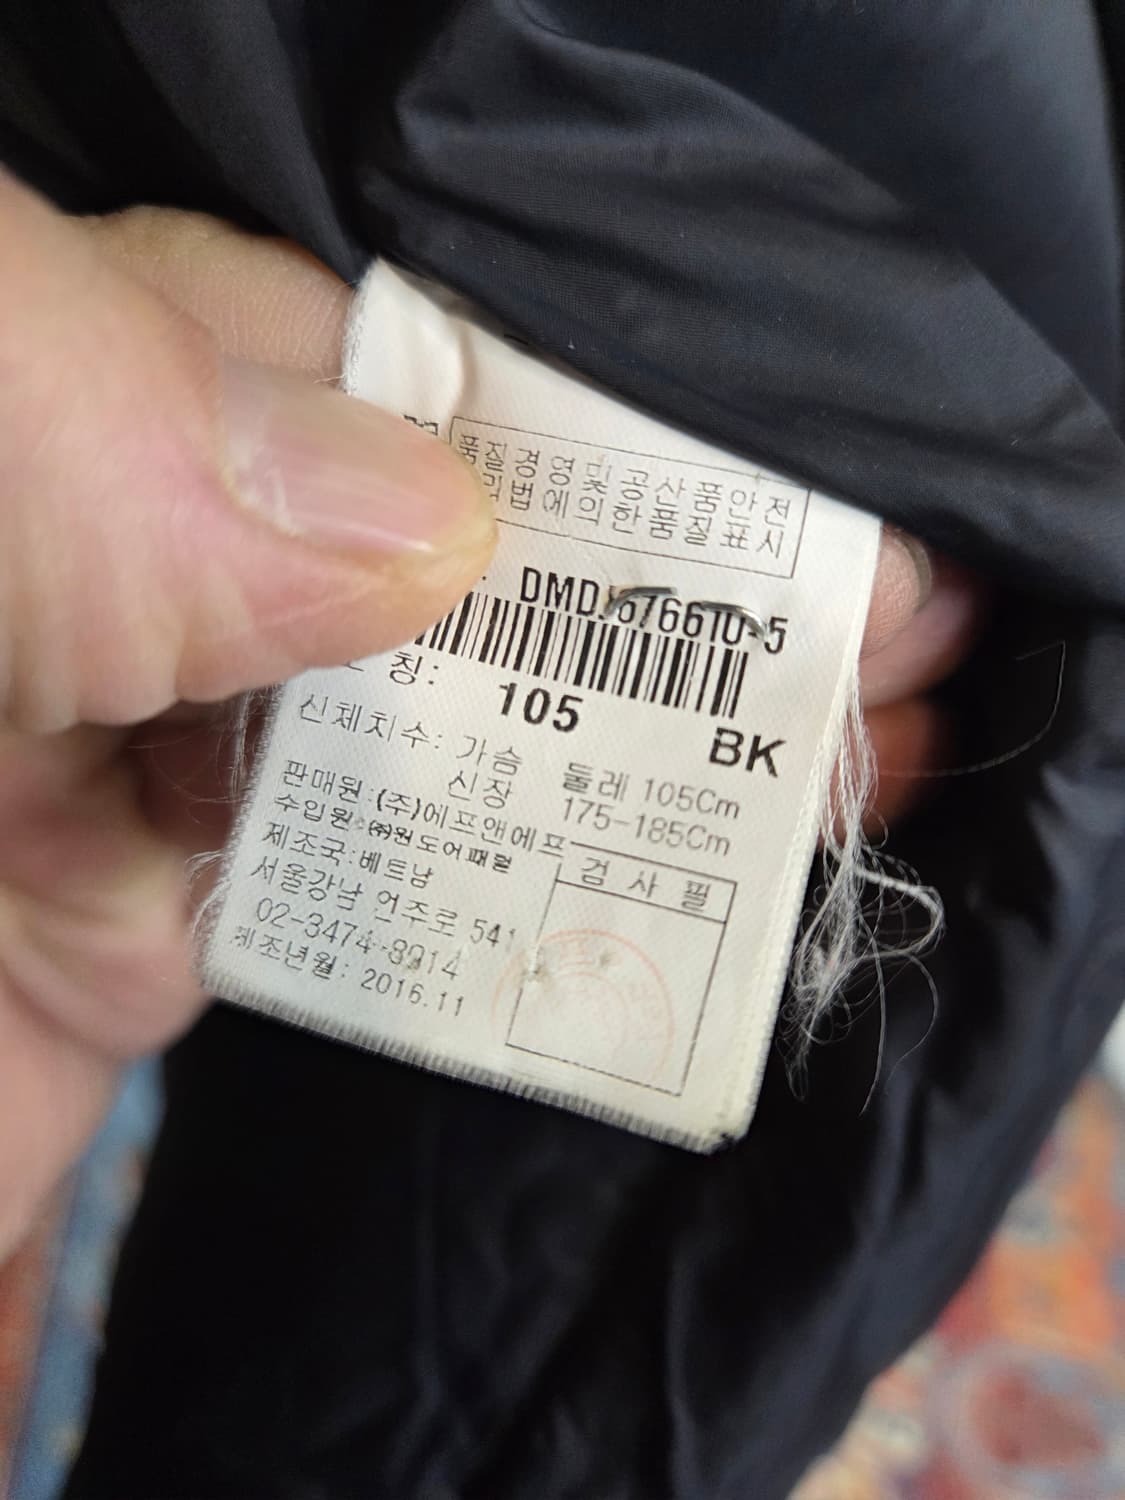 품질경영및공산품안전
리법에의한품질표시
DMDJ676610-5
칭: 105 BK
신체치수: 가슴 둘레 105Cm
신장 175-185Cm
판매원:(주)에프앤에프
수입원:(주)원도어패럴
제조국:베트남
서울강남 언주로 541
02-3474-8014
제조년월: 2016.11
검 사 필